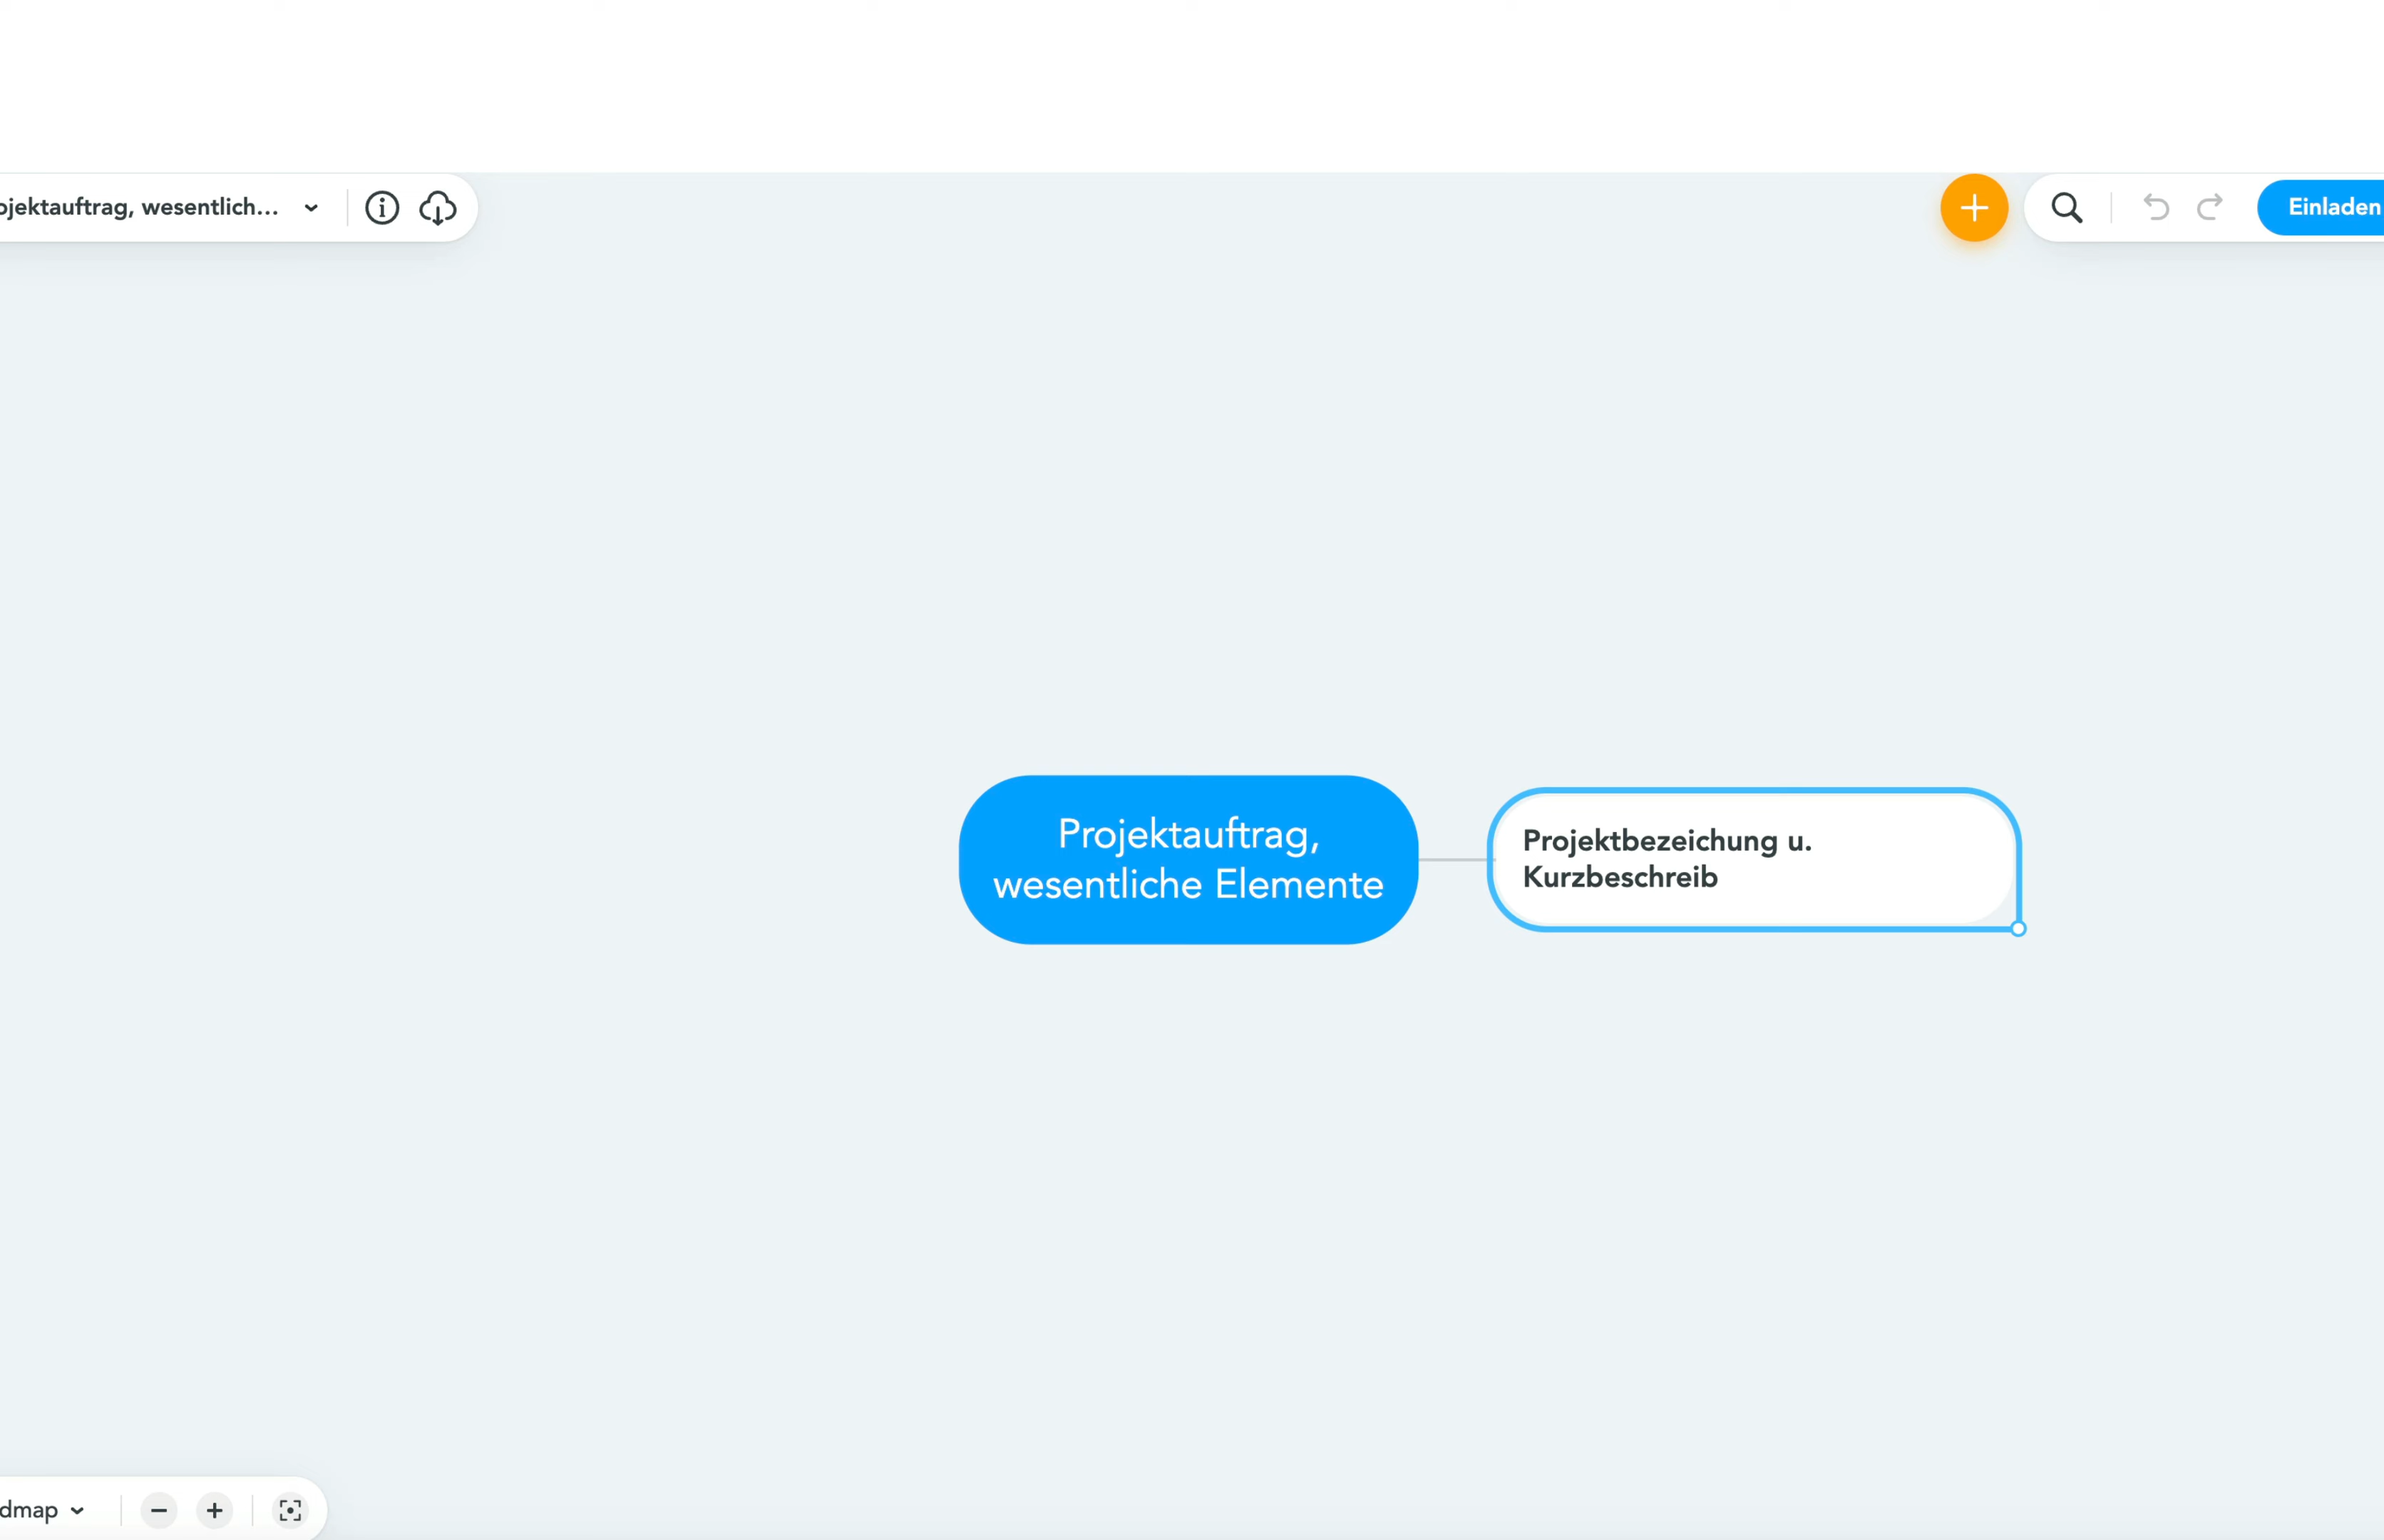 ojektauftrag, wesentlich...
Einladen
Projektauftrag,
wesentliche Elemente
Projektbezeichung u.
Kurzbeschreib
dmap